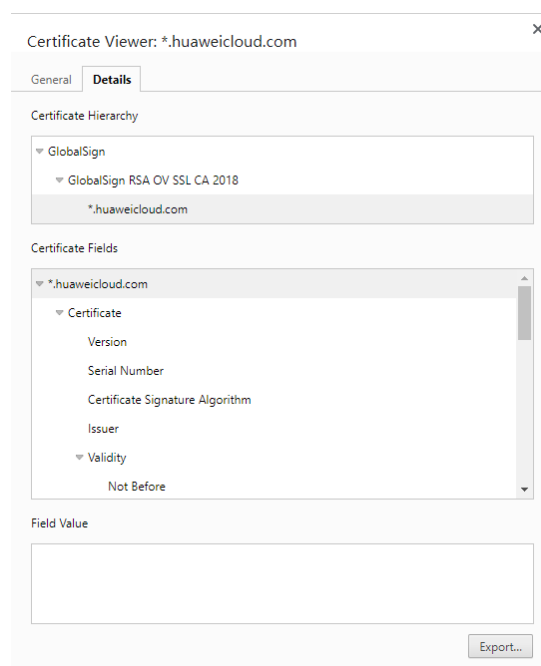 Certificate Viewer: *.huaweicloud.com
General Details
Certificate Hierarchy
GlobalSign
GlobalSign RSA OV SSL CA 2018
*.huaweicloud.com
Certificate Fields
*.huaweicloud.com
Certificate
Version
Serial Number
Certificate Signature Algorithm
Issuer
Validity
Not Before
Field Value
Export...